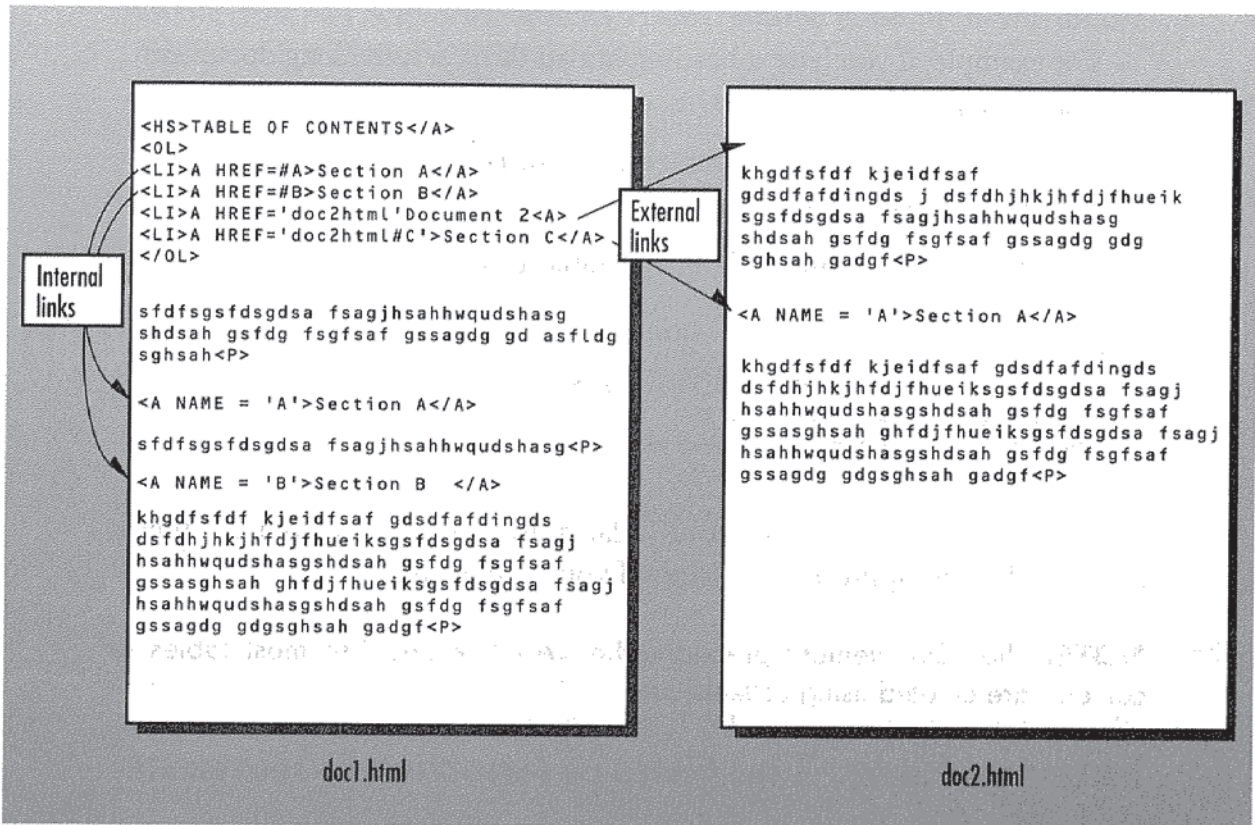 <HS>TABLE OF CONTENTS</A>
<OL>
<LI>A HREF=#A>Section A</A>
<LI>A HREF=#B>Section B</A>
<LI>A HREF='doc2html'Document 2<A>
<LI>A HREF='doc2html#C'>Section C</A>
</OL>
Internal
links
sfdfsgsfdsgdsa fsagjhsahhwqudshasg
shdsah gsfdg fsgfsaf gssagdg gd asfldg
sghsah<P>
<A NAME = 'A'>Section A</A>
sfdfsgsfdsgdsa fsagjhsahhwqudshasg<P>
<A NAME = 'B'>Section B  </A>
khgdfsfdf kjeidfsaf gdsdfafdingds
dsfdhjhkjhfdjfhueiksgsfdsgdsa fsagj
hsahhwqudshasgshdsah gsfdg fsgfsaf
gssasghsah ghfdjfhueiksgsfdsgdsa fsagj
hsahhwqudshasgshdsah gsfdg fsgfsaf
gssagdg gdgsghsah gadgf<P>
doc1.html
External
links
khgdfsfdf kjeidfsaf
gdsdfafdingds j dsfdhjhkjhfdjfhueik
sgsfdsgdsa fsagjhsahhwqudshasg
shdsah gsfdg fsgfsaf gssagdg gdg
sghsah gadgf<P>
<A NAME = 'A'>Section A</A>
khgdfsfdf kjeidfsaf gdsdfafdingds
dsfdhjhkjhfdjfhueiksgsfdsgdsa fsagj
hsahhwqudshasgshdsah gsfdg fsgfsaf
gssasghsah ghfdjfhueiksgsfdsgdsa fsagj
hsahhwqudshasgshdsah gsfdg fsgfsaf
gssagdg gdgsghsah gadgf<P>
doc2.html